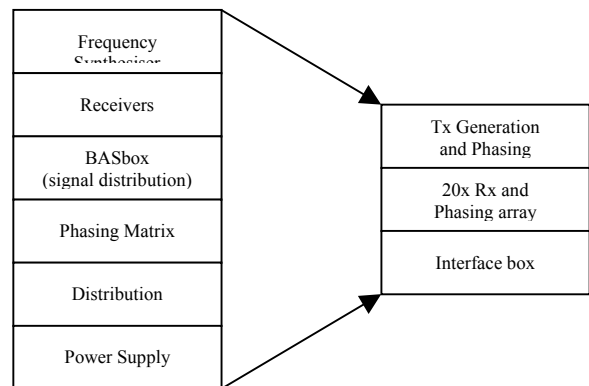 Frequency
Synthesiser
Receivers
BASbox
(signal distribution)
Phasing Matrix
Distribution
Power Supply
Tx Generation
and Phasing
20x Rx and
Phasing array
Interface box